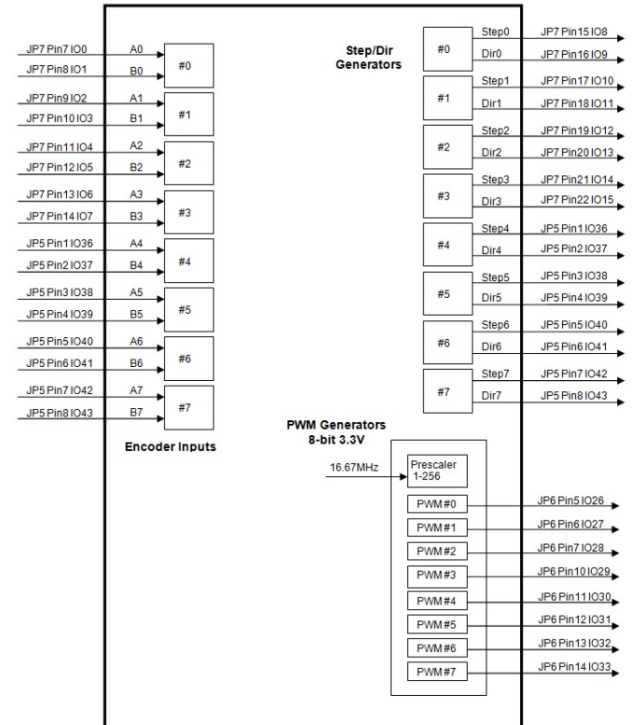 JP7 Pin7 IO0 A0
JP7 Pin8 IO1 B0
#0
JP7 Pin9 IO2 A1
JP7 Pin10 IO3 B1
#1
JP7 Pin11 IO4 A2
JP7 Pin12 IO5 B2
#2
JP7 Pin13 IO6 A3
JP7 Pin14 IO7 B3
#3
JP5 Pin1 IO36 A4
JP5 Pin2 IO37 B4
#4
JP5 Pin3 IO38 A5
JP5 Pin4 IO39 B5
#5
JP5 Pin5 IO40 A6
JP5 Pin6 IO41 B6
#6
JP5 Pin7 IO42 A7
JP5 Pin8 IO43 B7
#7
Encoder Inputs
Step/Dir
Generators
#0
Step0 JP7 Pin15 IO8
Dir0 JP7 Pin16 IO9
#1
Step1 JP7 Pin17 IO10
Dir1 JP7 Pin18 IO11
#2
Step2 JP7 Pin19 IO12
Dir2 JP7 Pin20 IO13
#3
Step3 JP7 Pin21 IO14
Dir3 JP7 Pin22 IO15
#4
Step4 JP5 Pin1 IO36
Dir4 JP5 Pin2 IO37
#5
Step5 JP5 Pin3 IO38
Dir5 JP5 Pin4 IO39
#6
Step6 JP5 Pin5 IO40
Dir6 JP5 Pin6 IO41
#7
Step7 JP5 Pin7 IO42
Dir7 JP5 Pin8 IO43
PWM Generators
8-bit 3.3V
16.67MHz
Prescaler
1-256
PWM#0 JP6 Pin5 IO26
PWM#1 JP6 Pin6 IO27
PWM#2 JP6 Pin7 IO28
PWM#3 JP6 Pin10 IO29
PWM#4 JP6 Pin11 IO30
PWM#5 JP6 Pin12 IO31
PWM#6 JP6 Pin13 IO32
PWM#7 JP6 Pin14 IO33